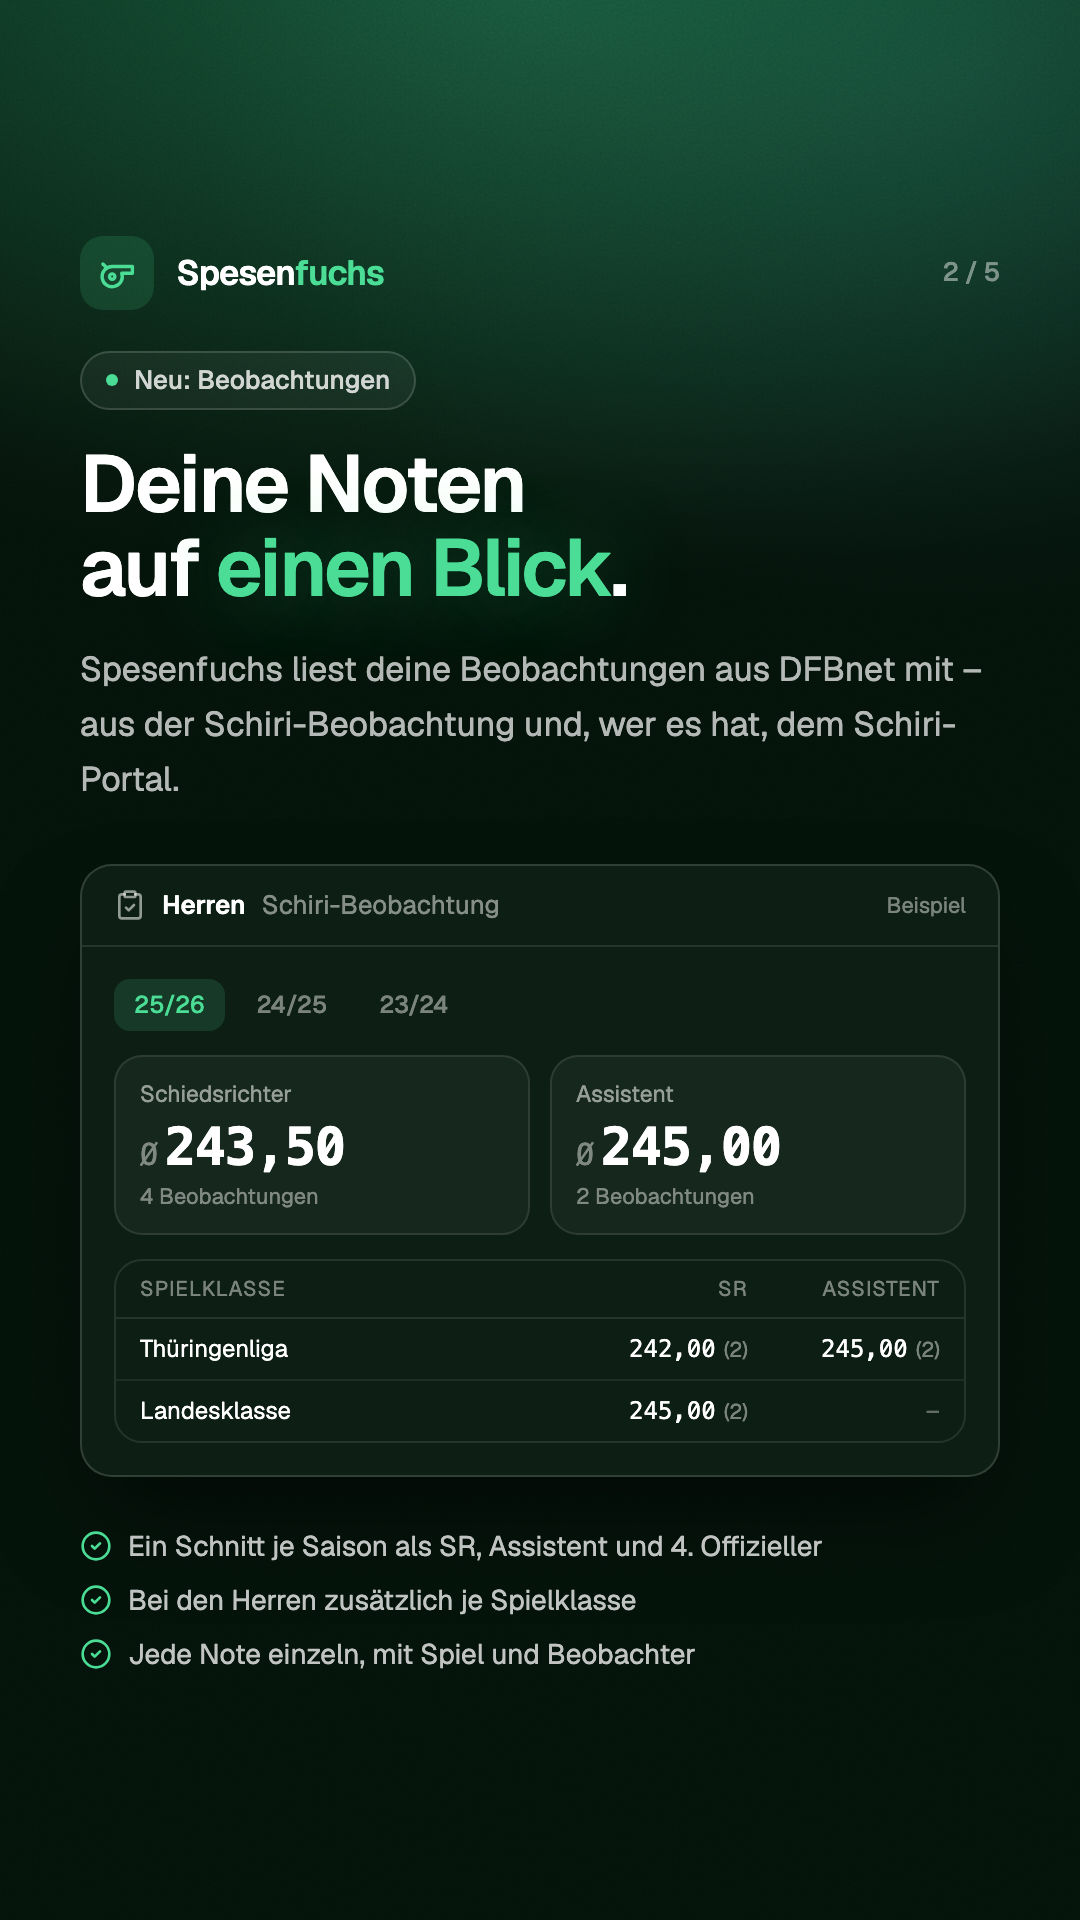 Spesenfuchs
2 / 5
Neu: Beobachtungen
Deine Noten
auf einen Blick.
Spesenfuchs liest deine Beobachtungen aus DFBnet mit –
aus der Schiri-Beobachtung und, wer es hat, dem Schiri-
Portal.
Herren Schiri-Beobachtung
Beispiel
25/26 24/25 23/24
Schiedsrichter
Ø 243,50
4 Beobachtungen
Assistent
Ø 245,00
2 Beobachtungen
SPIELKLASSE SR ASSISTENT
Thüringenliga 242,00 (2) 245,00 (2)
Landesklasse 245,00 (2) –
Ein Schnitt je Saison als SR, Assistent und 4. Offizieller
Bei den Herren zusätzlich je Spielklasse
Jede Note einzeln, mit Spiel und Beobachter